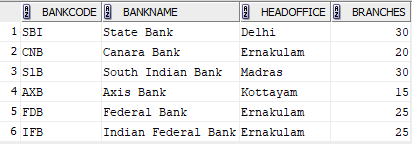 BANKCODE BANKNAME HEADOFFICE BRANCHES
1 SBI State Bank Delhi 30
2 CNB Canara Bank Ernakulam 20
3 S1B South Indian Bank Madras 30
4 AXB Axis Bank Kottayam 15
5 FDB Federal Bank Ernakulam 25
6 IFB Indian Federal Bank Ernakulam 25